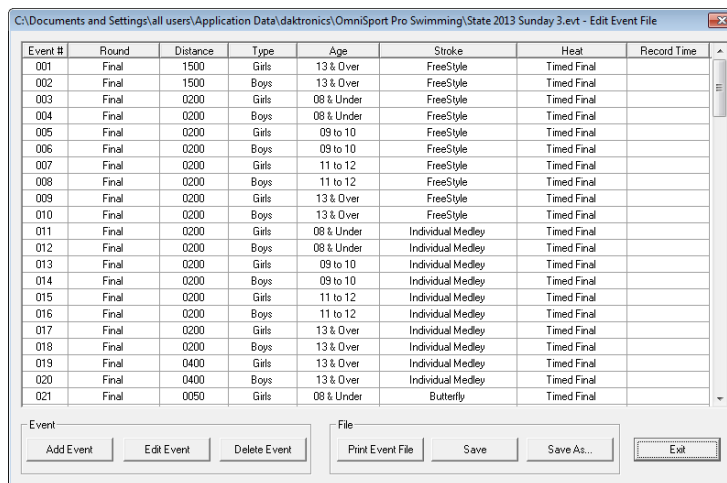 C:\Documents and Settings\all users\Application Data\daktronics\OmniSport Pro Swimming\State 2013 Sunday 3.evt - Edit Event File
Event # Round Distance Type Age Stroke Heat Record Time
001 Final 1500 Girls 13 & Over FreeStyle Timed Final
002 Final 1500 Boys 13 & Over FreeStyle Timed Final
003 Final 0200 Girls 08 & Under FreeStyle Timed Final
004 Final 0200 Boys 08 & Under FreeStyle Timed Final
005 Final 0200 Girls 09 to 10 FreeStyle Timed Final
006 Final 0200 Boys 09 to 10 FreeStyle Timed Final
007 Final 0200 Girls 11 to 12 FreeStyle Timed Final
008 Final 0200 Boys 11 to 12 FreeStyle Timed Final
009 Final 0200 Girls 13 & Over FreeStyle Timed Final
010 Final 0200 Boys 13 & Over FreeStyle Timed Final
011 Final 0200 Girls 08 & Under Individual Medley Timed Final
012 Final 0200 Boys 08 & Under Individual Medley Timed Final
013 Final 0200 Girls 09 to 10 Individual Medley Timed Final
014 Final 0200 Boys 09 to 10 Individual Medley Timed Final
015 Final 0200 Girls 11 to 12 Individual Medley Timed Final
016 Final 0200 Boys 11 to 12 Individual Medley Timed Final
017 Final 0200 Girls 13 & Over Individual Medley Timed Final
018 Final 0200 Boys 13 & Over Individual Medley Timed Final
019 Final 0400 Girls 13 & Over Individual Medley Timed Final
020 Final 0400 Boys 13 & Over Individual Medley Timed Final
021 Final 0050 Girls 08 & Under Butterfly Timed Final
Event File
Add Event Edit Event Delete Event Print Event File Save Save As... Exit